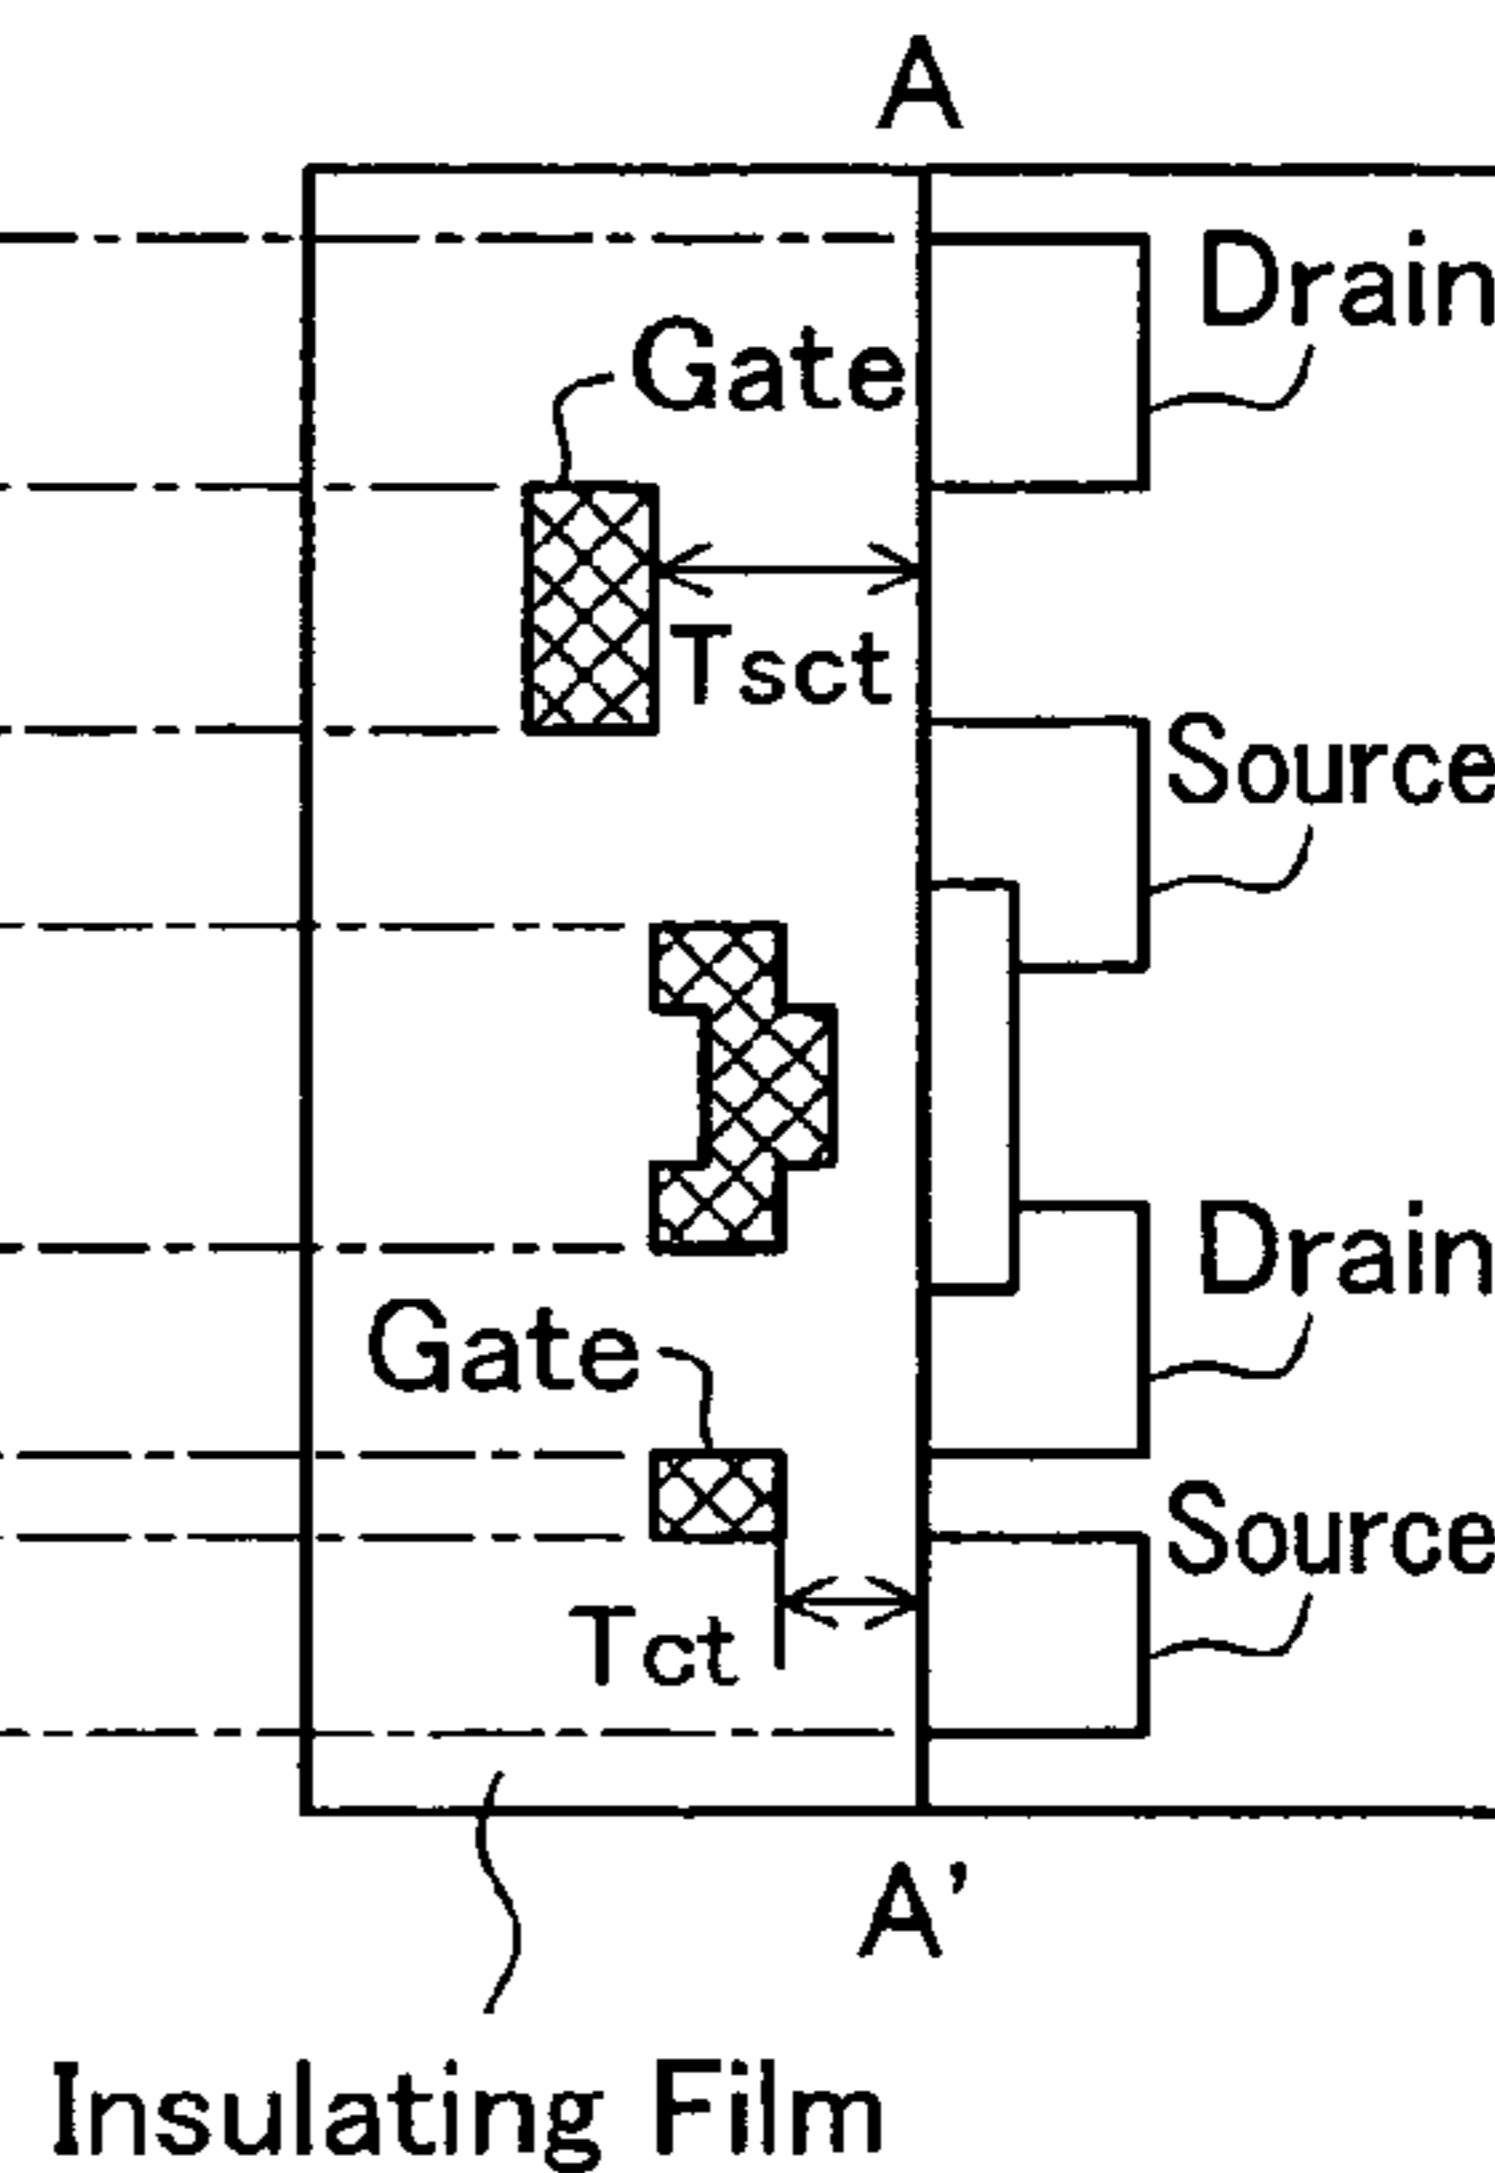 A
Drain
Gate
Tsct
Source
Drain
Gate
Source
Tct
A'
Insulating Film